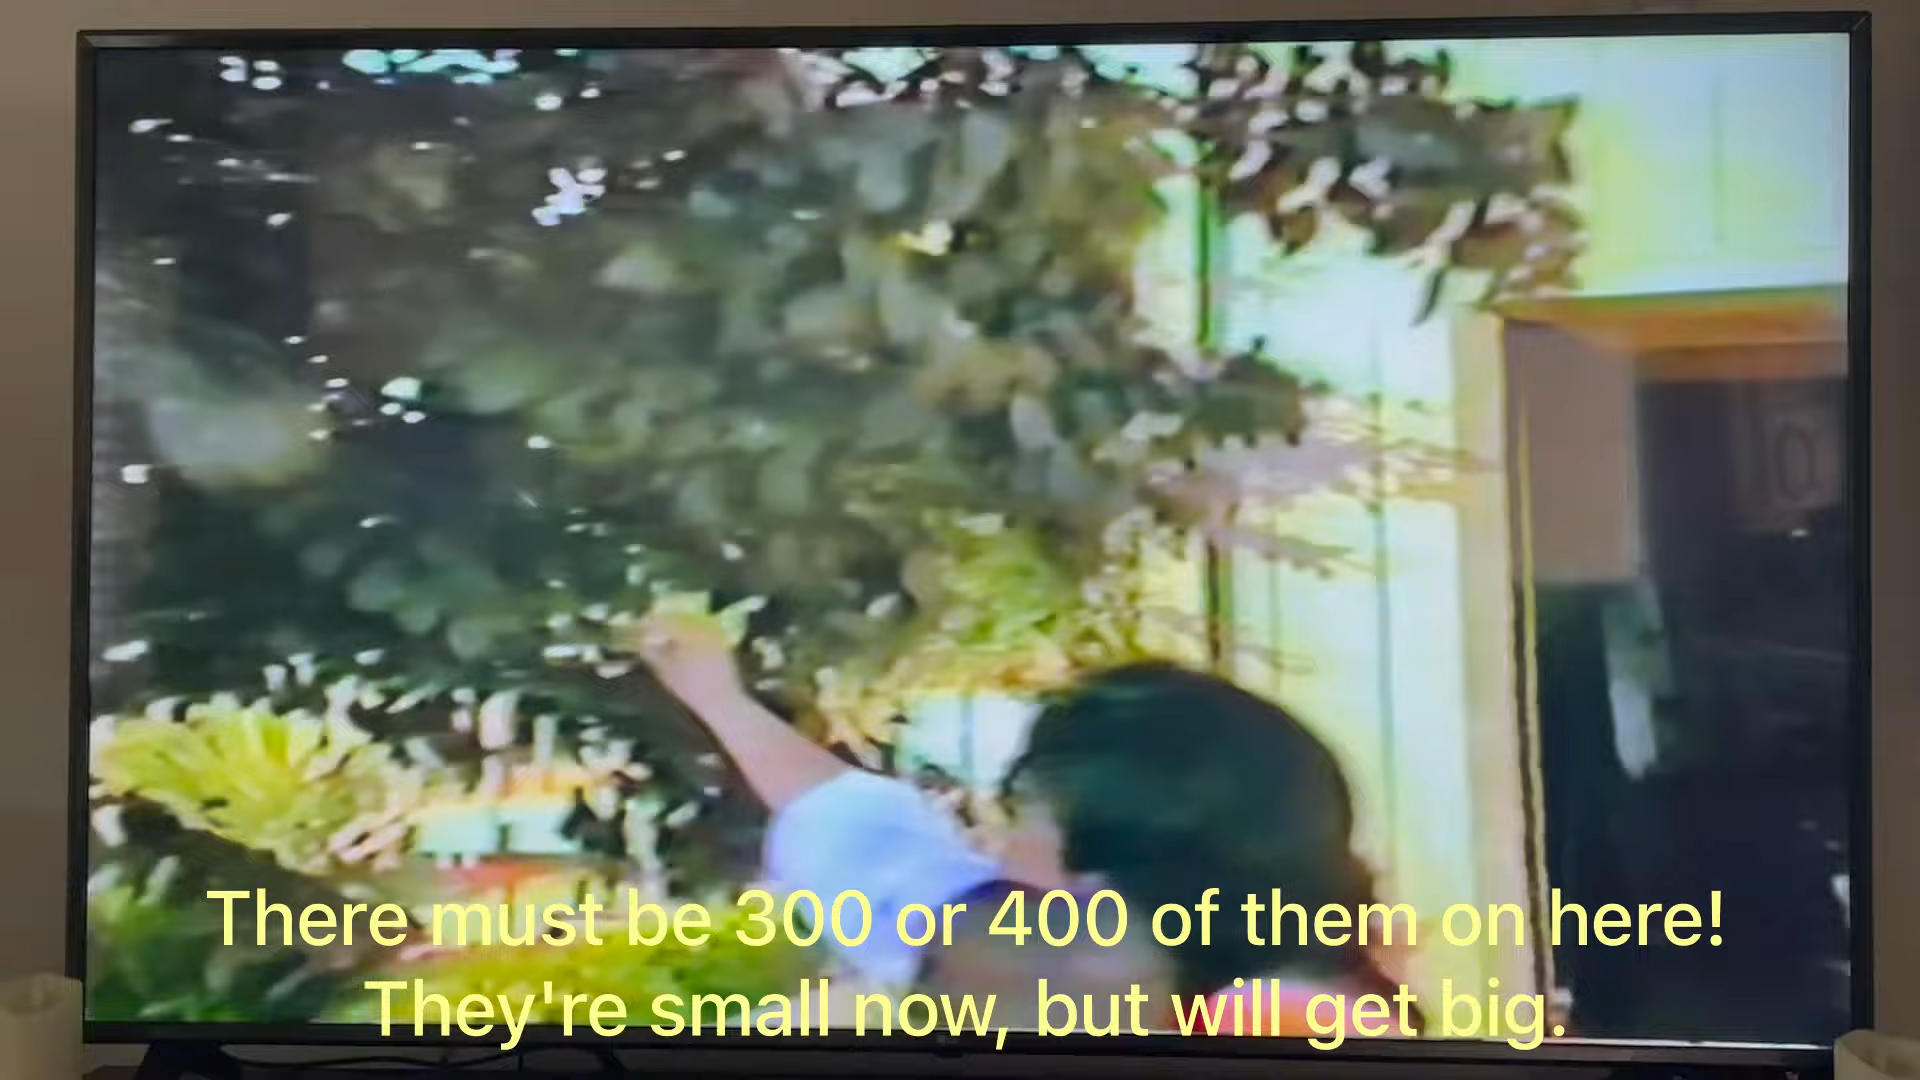 There must be 300 or 400 of them on here!
They're small now, but will get big.